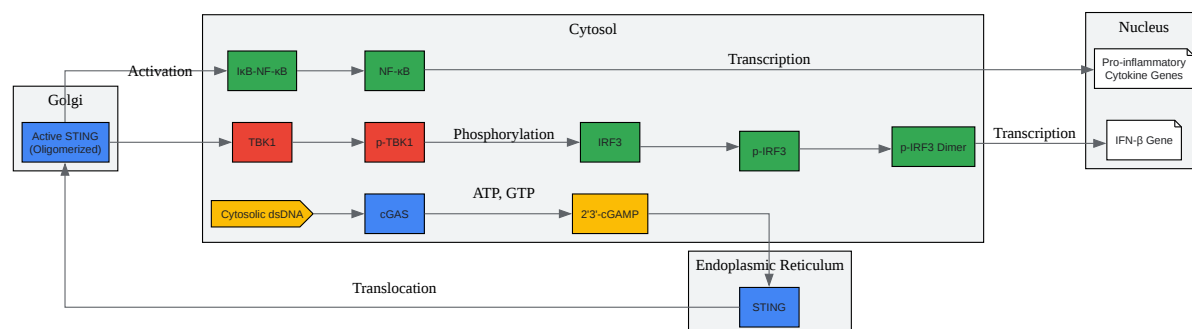 Cytosol
Nucleus
IκB-NF-κB
NF-κB
Transcription
Pro-inflammatory
Cytokine Genes
Activation
Golgi
Active STING
(Oligomerized)
TBK1
p-TBK1
Phosphorylation
IRF3
p-IRF3
p-IRF3 Dimer
Transcription
IFN-β Gene
Cytosolic dsDNA
cGAS
ATP, GTP
2'3'-cGAMP
Endoplasmic Reticulum
Translocation
STING